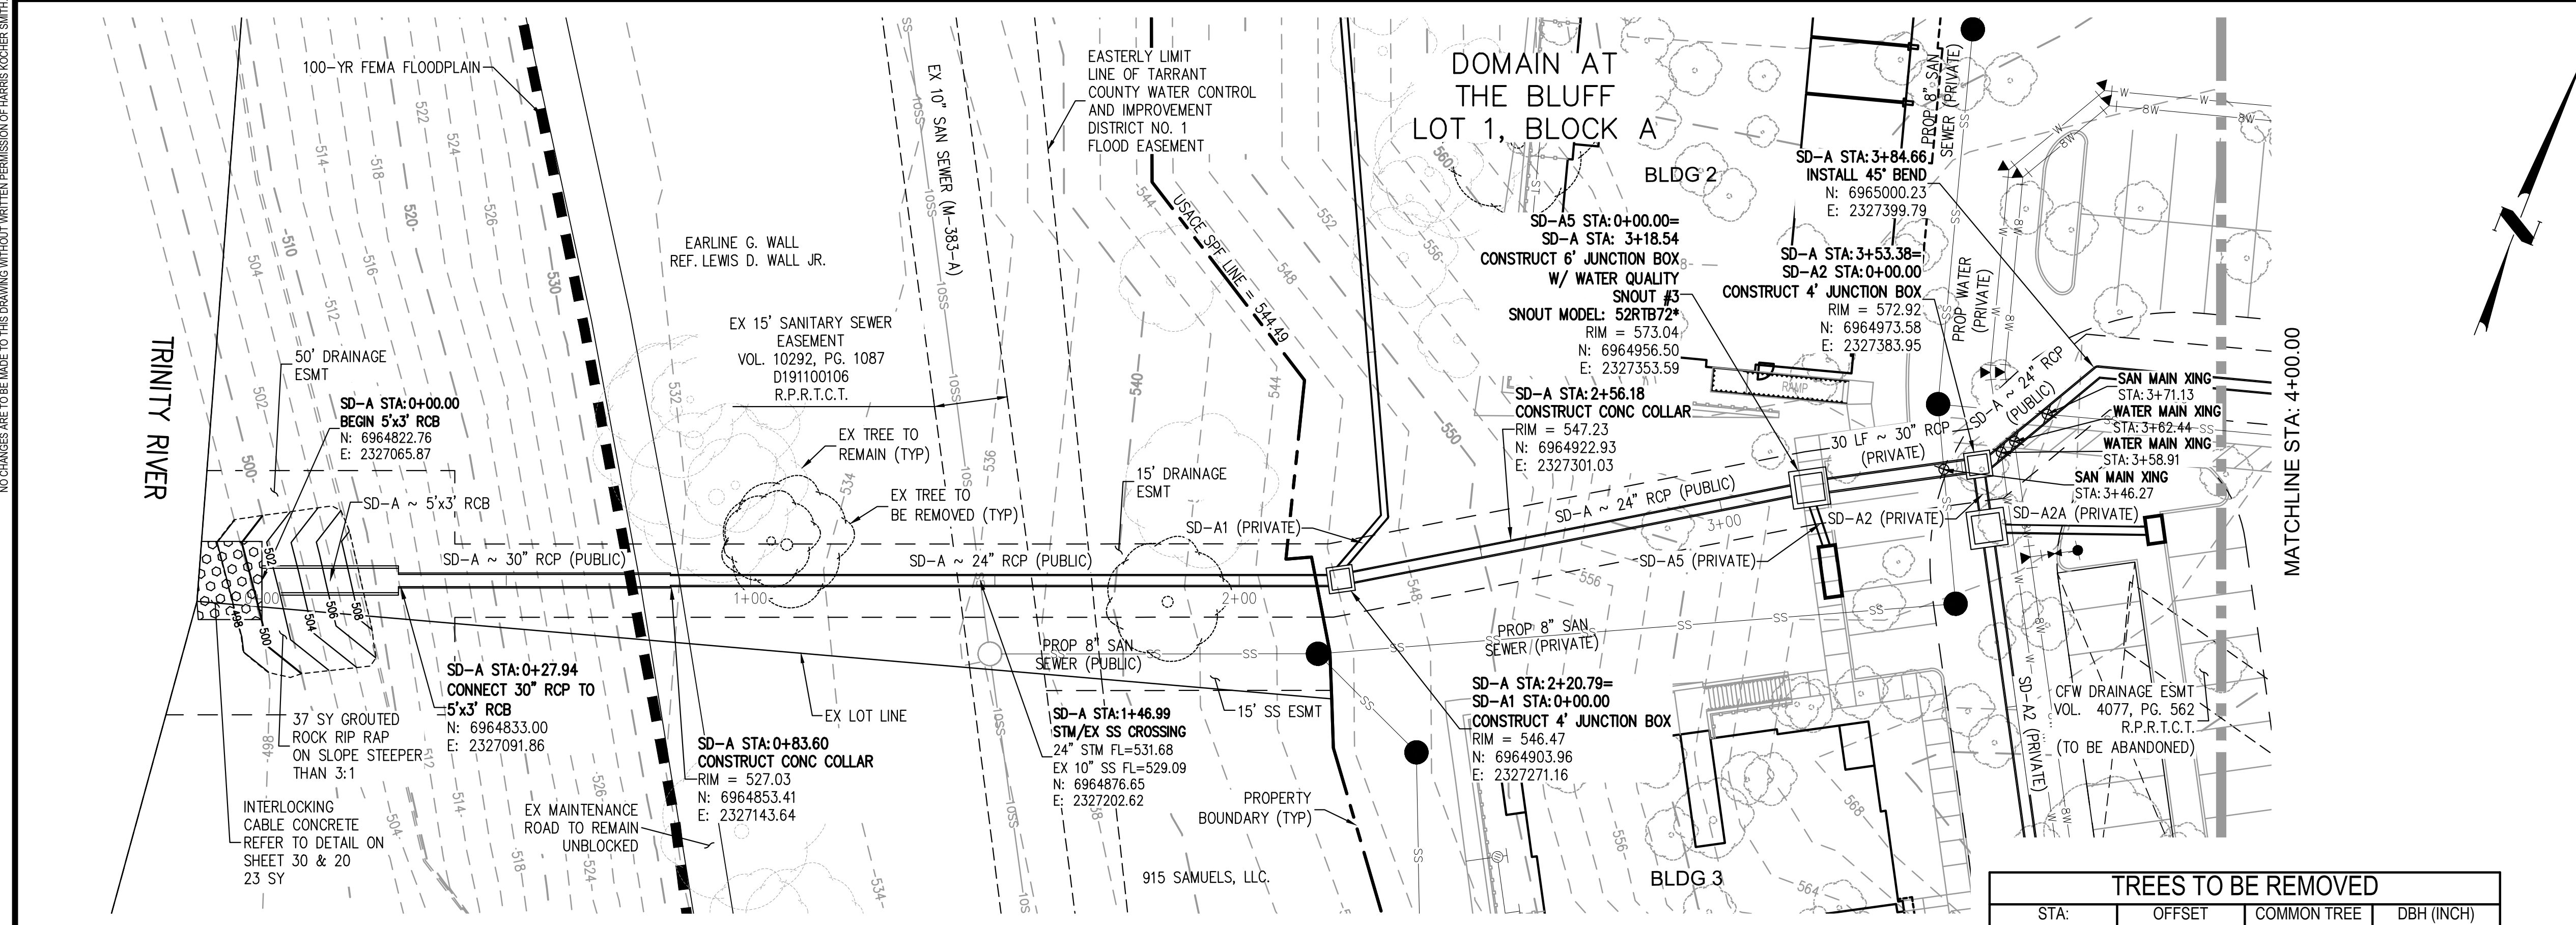 NO CHANGES ARE TO BE MADE TO THIS DRAWING WITHOUT WRITTEN PERMISSION OF HARRIS KOCHER SMITH.
100-YR FEMA FLOODPLAIN
EX 10" SAN SEWER (M-383-A)
EASTERLY LIMIT
LINE OF TARRANT
COUNTY WATER CONTROL
AND IMPROVEMENT
DISTRICT NO. 1
FLOOD EASEMENT
DOMAIN AT
THE BLUFF
LOT 1, BLOCK A
BLDG 2
PROP 8" SAN
SEWER (PRIVATE)
SD-A STA: 3+84.66
INSTALL 45° BEND
N: 6965000.23
E: 2327399.79
EARLINE G. WALL
REF. LEWIS D. WALL JR.
USACE SPF LINE = 544.49
SD-A5 STA: 0+00.00=
SD-A STA: 3+18.54
CONSTRUCT 6' JUNCTION BOX
W/ WATER QUALITY
SNOUT #3
SNOUT MODEL: 52RTB72*
RIM = 573.04
N: 6964956.50
E: 2327353.59
SD-A STA: 3+53.38=
SD-A2 STA: 0+00.00
CONSTRUCT 4' JUNCTION BOX
RIM = 572.92
N: 6964973.58
E: 2327383.95
PROP WATER
(PRIVATE)
EX 15' SANITARY SEWER
EASEMENT
VOL. 10292, PG. 1087
D191100106
R.P.R.T.C.T.
TRINITY RIVER
50' DRAINAGE
ESMT
SD-A STA: 0+00.00
BEGIN 5'x3' RCB
N: 6964822.76
E: 2327065.87
SD-A ~ 5'x3' RCB
EX TREE TO
REMAIN (TYP)
EX TREE TO
BE REMOVED (TYP)
15' DRAINAGE
ESMT
SD-A STA: 2+56.18
CONSTRUCT CONC COLLAR
RIM = 547.23
N: 6964922.93
E: 2327301.03
RAMP
SD-A ~ 24" RCP
(PUBLIC)
30 LF ~ 30" RCP
(PRIVATE)
SAN MAIN XING
STA: 3+71.13
WATER MAIN XING
STA: 3+62.44
WATER MAIN XING
STA: 3+58.91
SAN MAIN XING
STA: 3+46.27
MATCHLINE STA: 4+00.00
SD-A1 (PRIVATE)
SD-A ~ 24" RCP (PUBLIC)
3+00
SD-A2 (PRIVATE)
SD-A2A (PRIVATE)
SD-A5 (PRIVATE)
SD-A ~ 30" RCP (PUBLIC)
SD-A ~ 24" RCP (PUBLIC)
0+00
1+00
2+00
PROP 8" SAN
SEWER (PUBLIC)
PROP 8" SAN
SEWER (PRIVATE)
SD-A STA: 0+27.94
CONNECT 30" RCP TO
5'x3' RCB
N: 6964833.00
E: 2327091.86
37 SY GROUTED
ROCK RIP RAP
ON SLOPE STEEPER
THAN 3:1
EX LOT LINE
15' SS ESMT
SD-A STA: 0+83.60
CONSTRUCT CONC COLLAR
RIM = 527.03
N: 6964853.41
E: 2327143.64
SD-A STA: 1+46.99
STM/EX SS CROSSING
24" STM FL=531.68
EX 10" SS FL=529.09
N: 6964876.65
E: 2327202.62
SD-A STA: 2+20.79=
SD-A1 STA: 0+00.00
CONSTRUCT 4' JUNCTION BOX
RIM = 546.47
N: 6964903.96
E: 2327271.16
SD-A2 (PRIVATE)
CFW DRAINAGE ESMT
VOL. 4077, PG. 562
R.P.R.T.C.T.
(TO BE ABANDONED)
INTERLOCKING
CABLE CONCRETE
REFER TO DETAIL ON
SHEET 30 & 20
23 SY
EX MAINTENANCE
ROAD TO REMAIN
UNBLOCKED
PROPERTY
BOUNDARY (TYP)
915 SAMUELS, LLC.
BLDG 3
TREES TO BE REMOVED
STA: OFFSET COMMON TREE DBH (INCH)